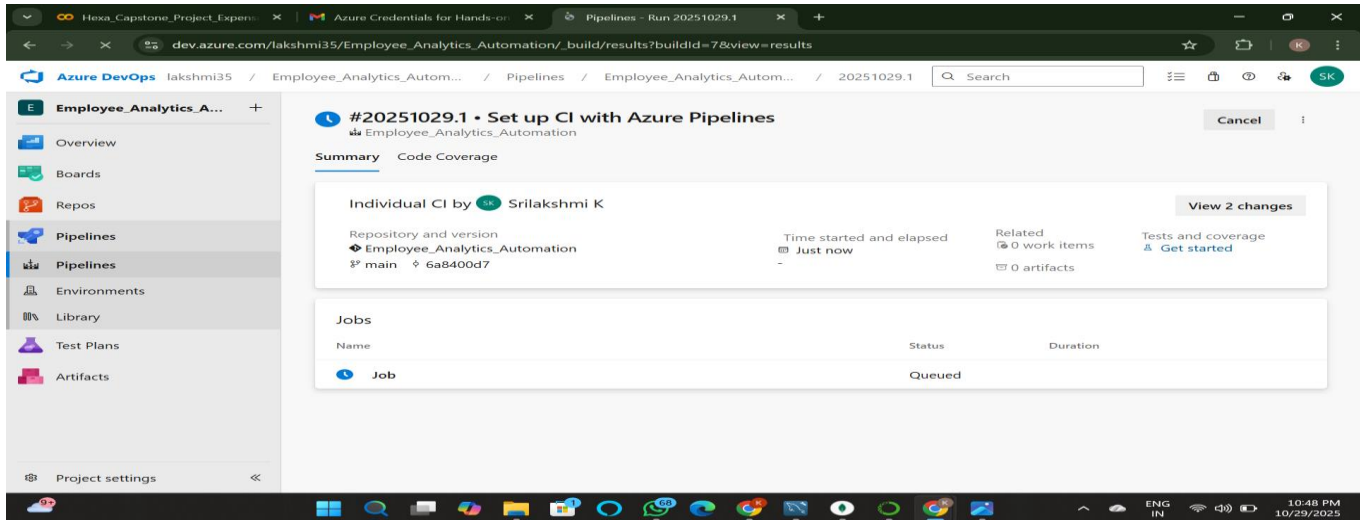 Hexa_Capstone_Project_Expens
Azure Credentials for Hands-on
Pipelines - Run 20251029.1
dev.azure.com/lakshmi35/Employee_Analytics_Automation/_build/results?buildId=7&view=results
K
Azure DevOps lakshmi35 / Employee_Analytics_Autom... / Pipelines / Employee_Analytics_Autom... / 20251029.1
Search
SK
E Employee_Analytics_A... +
Overview
Boards
Repos
Pipelines
Pipelines
Environments
Library
Test Plans
Artifacts
Project settings
#20251029.1 • Set up CI with Azure Pipelines
Employee_Analytics_Automation
Cancel
Summary Code Coverage
Individual CI by SK Srilakshmi K
View 2 changes
Repository and version
Employee_Analytics_Automation
main 6a8400d7
Time started and elapsed
Just now
-
Related
0 work items
0 artifacts
Tests and coverage
Get started
Jobs
Name Status Duration
Job Queued
9+
1
68
ENG
IN
10:48 PM
10/29/2025